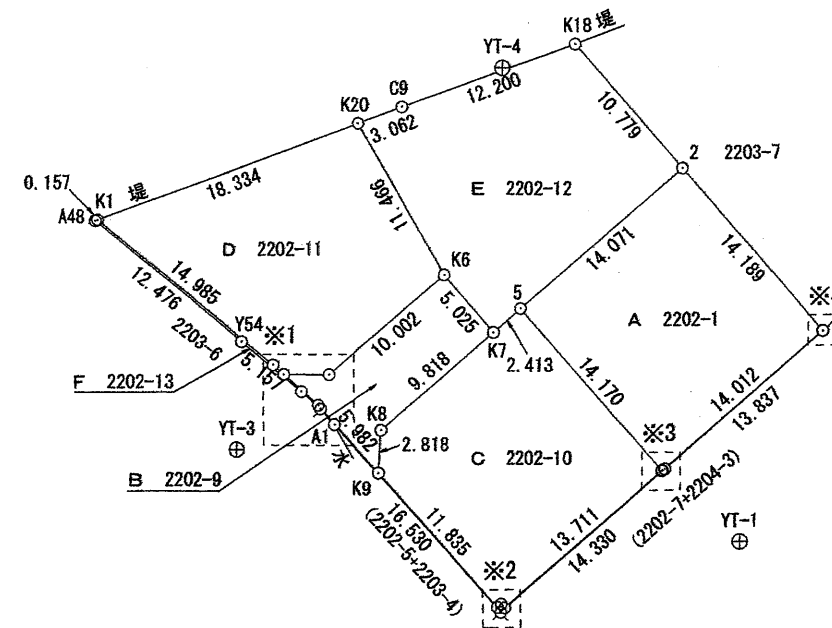 K18 堤
YT-4
12.200
C9
K20
3.062
10.779
2 2203-7
0.157
K1
堤
A48
18.334
11.466
E 2202-12
D 2202-11
14.985
12.476
2203-6
K6
14.071
14.189
5.025
5
A 2202-1
Y54
※1
10.002
K7
2.413
F 2202-13
5.157
9.818
14.170
14.012
13.837
YT-3
A1
5.982
K8
2.818
水
※3
C 2202-10
B 2202-9
K9
11.835
16.530
(2202-5+2203-4)
13.711
14.330
(2202-7+2204-3)
YT-1
※2